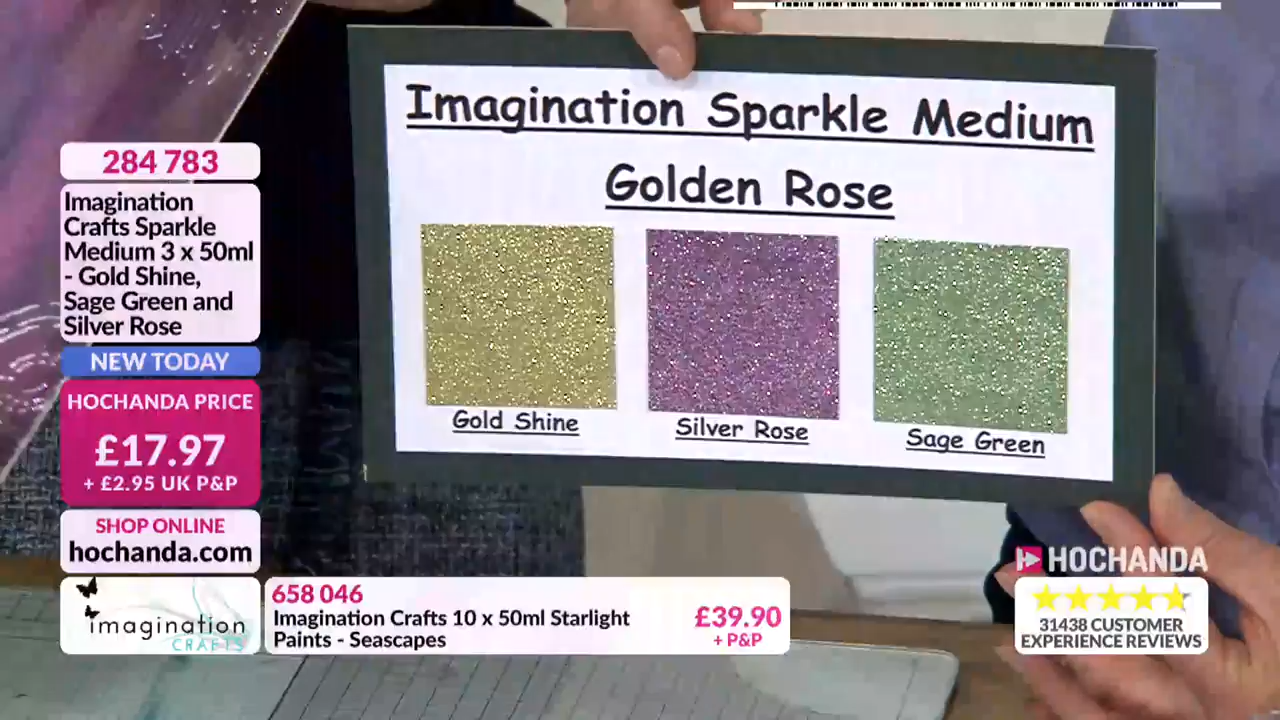 Imagination Sparkle Medium
Golden Rose
Gold Shine
Silver Rose
Sage Green
284 783
Imagination
Crafts Sparkle
Medium 3 x 50ml
- Gold Shine,
Sage Green and
Silver Rose
NEW TODAY
HOCHANDA PRICE
£17.97
+ £2.95 UK P&P
SHOP ONLINE
hochanda.com
imagination
CRAFTS
658 046
Imagination Crafts 10 x 50ml Starlight
Paints - Seascapes
£39.90
+ P&P
HOCHANDA
31438 CUSTOMER
EXPERIENCE REVIEWS